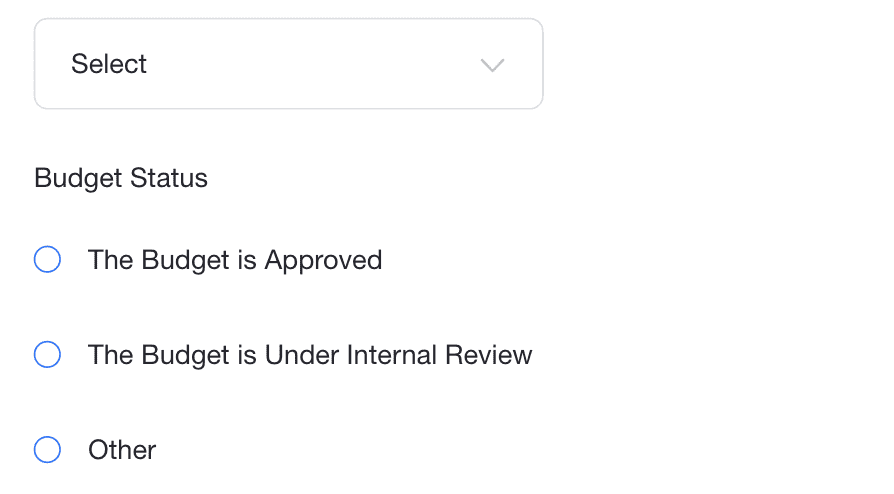 Select
Budget Status
The Budget is Approved
The Budget is Under Internal Review
Other